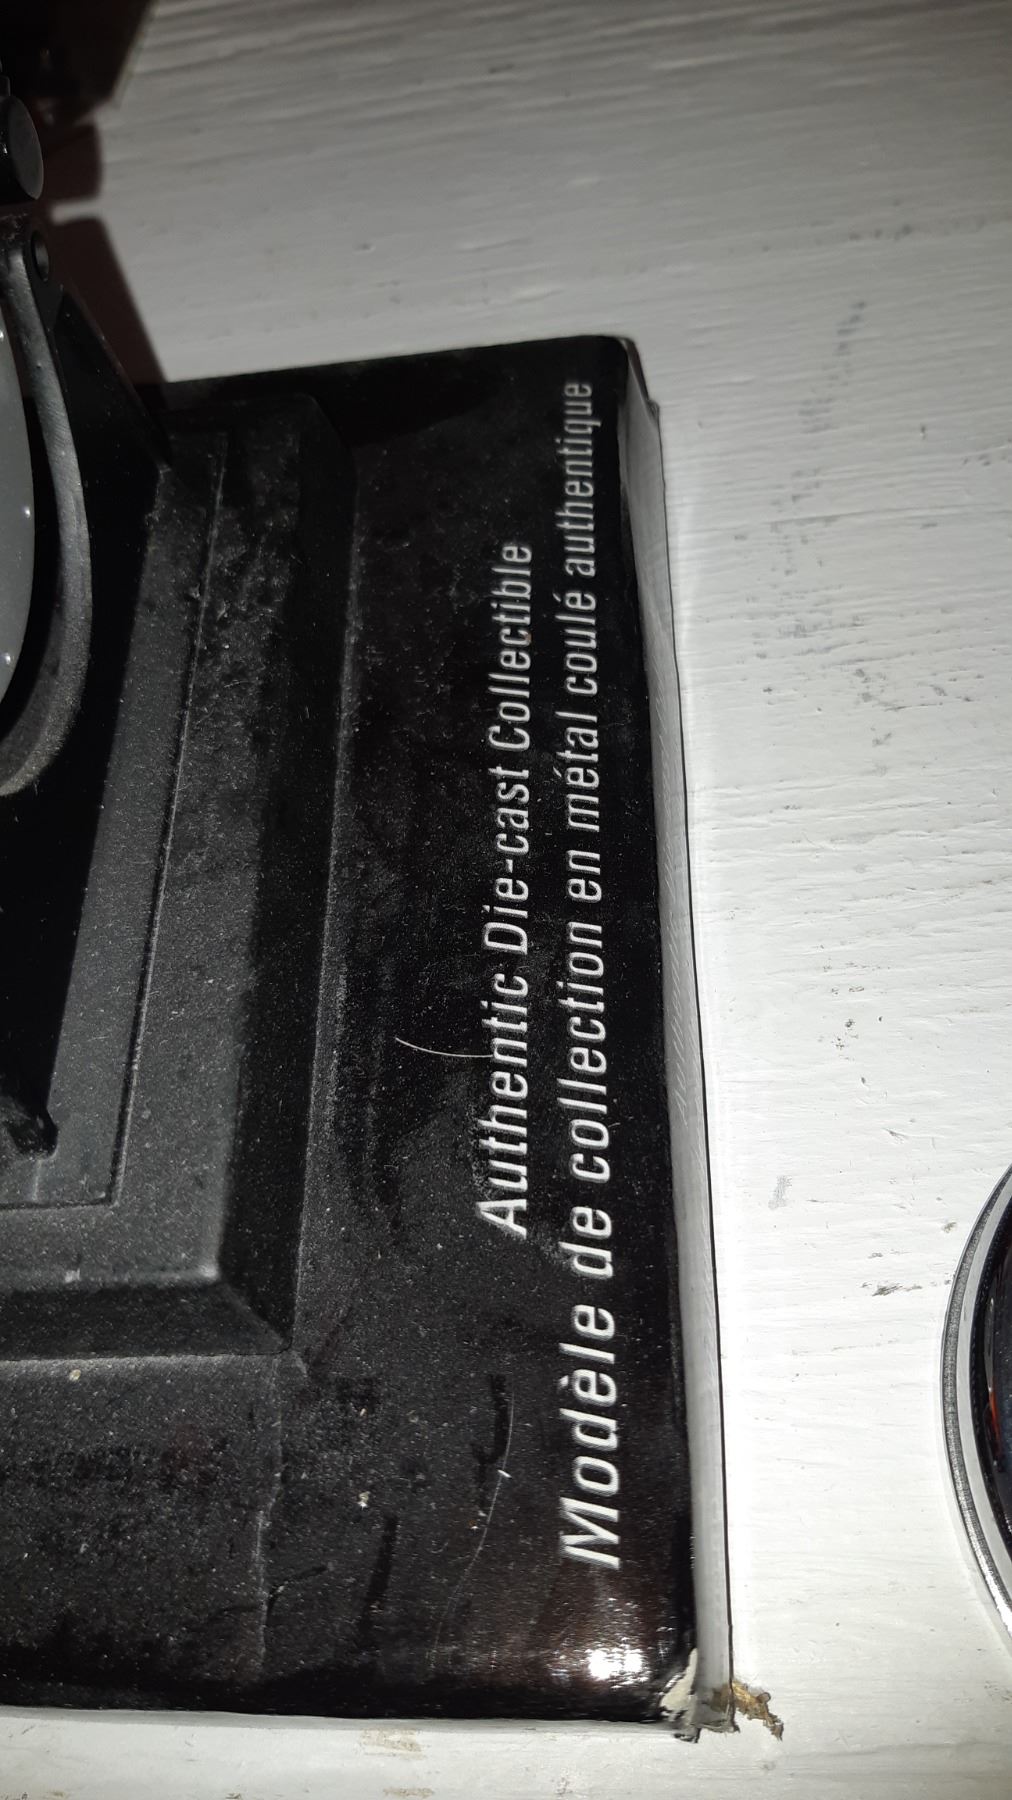 Authentic Die-cast Collectible
Modèle de collection en métal coulé authentique